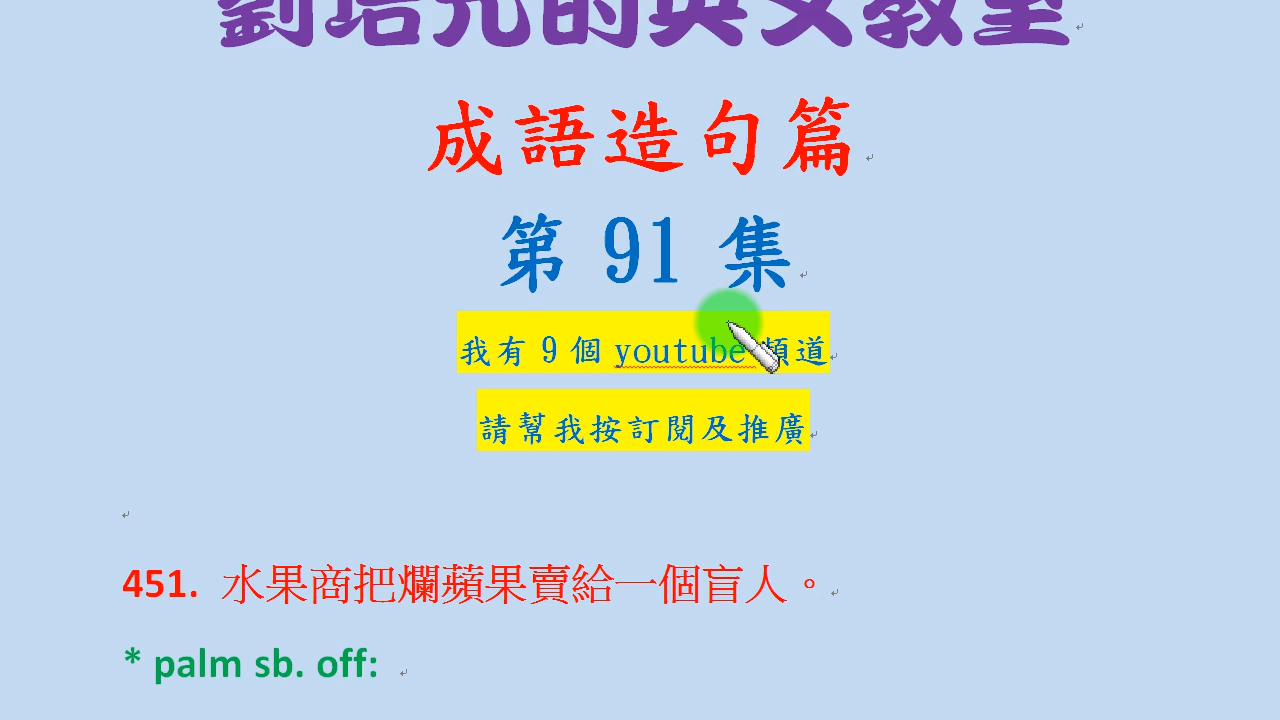 劉培元的英文教室
成語造句篇
第 91 集
我有 9 個 youtube 頻道
請幫我按訂閱及推廣
451. 水果商把爛蘋果賣給一個盲人。
* palm sb. off: